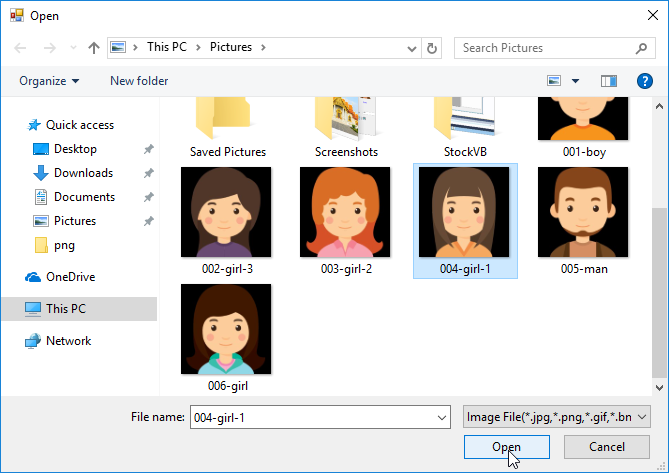 Open
This PC > Pictures >
Search Pictures
Organize
New folder
?
Quick access
Desktop
Downloads
Documents
Pictures
png
OneDrive
This PC
Network
Saved Pictures
Screenshots
StockVB
001-boy
002-girl-3
003-girl-2
004-girl-1
005-man
006-girl
File name:
004-girl-1
Image File(*.jpg,*.png,*.gif,*.bn
Open
Cancel